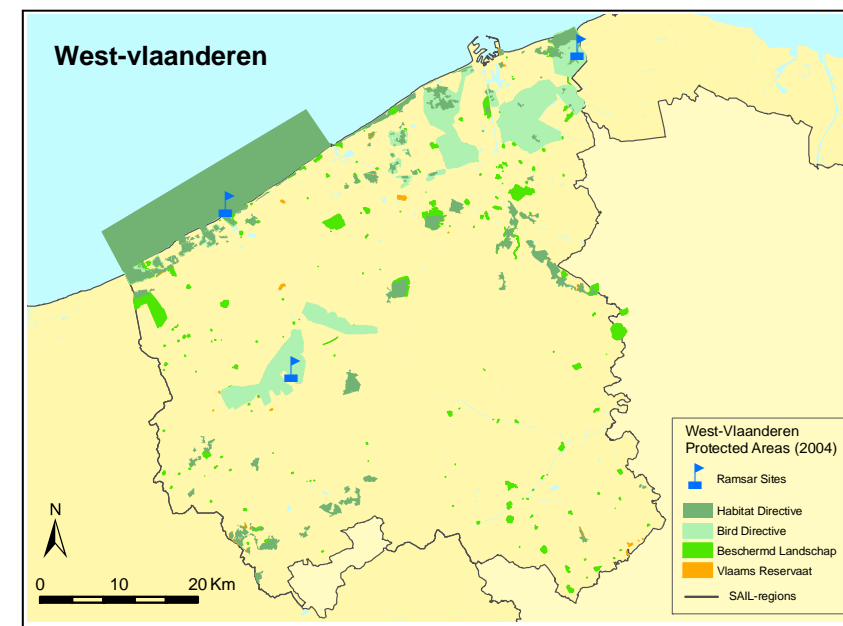 West-vlaanderen
West-Vlaanderen
Protected Areas (2004)
Ramsar Sites
Habitat Directive
Bird Directive
Beschermd Landschap
Vlaams Reservaat
SAIL-regions
N
0 10 20 Km